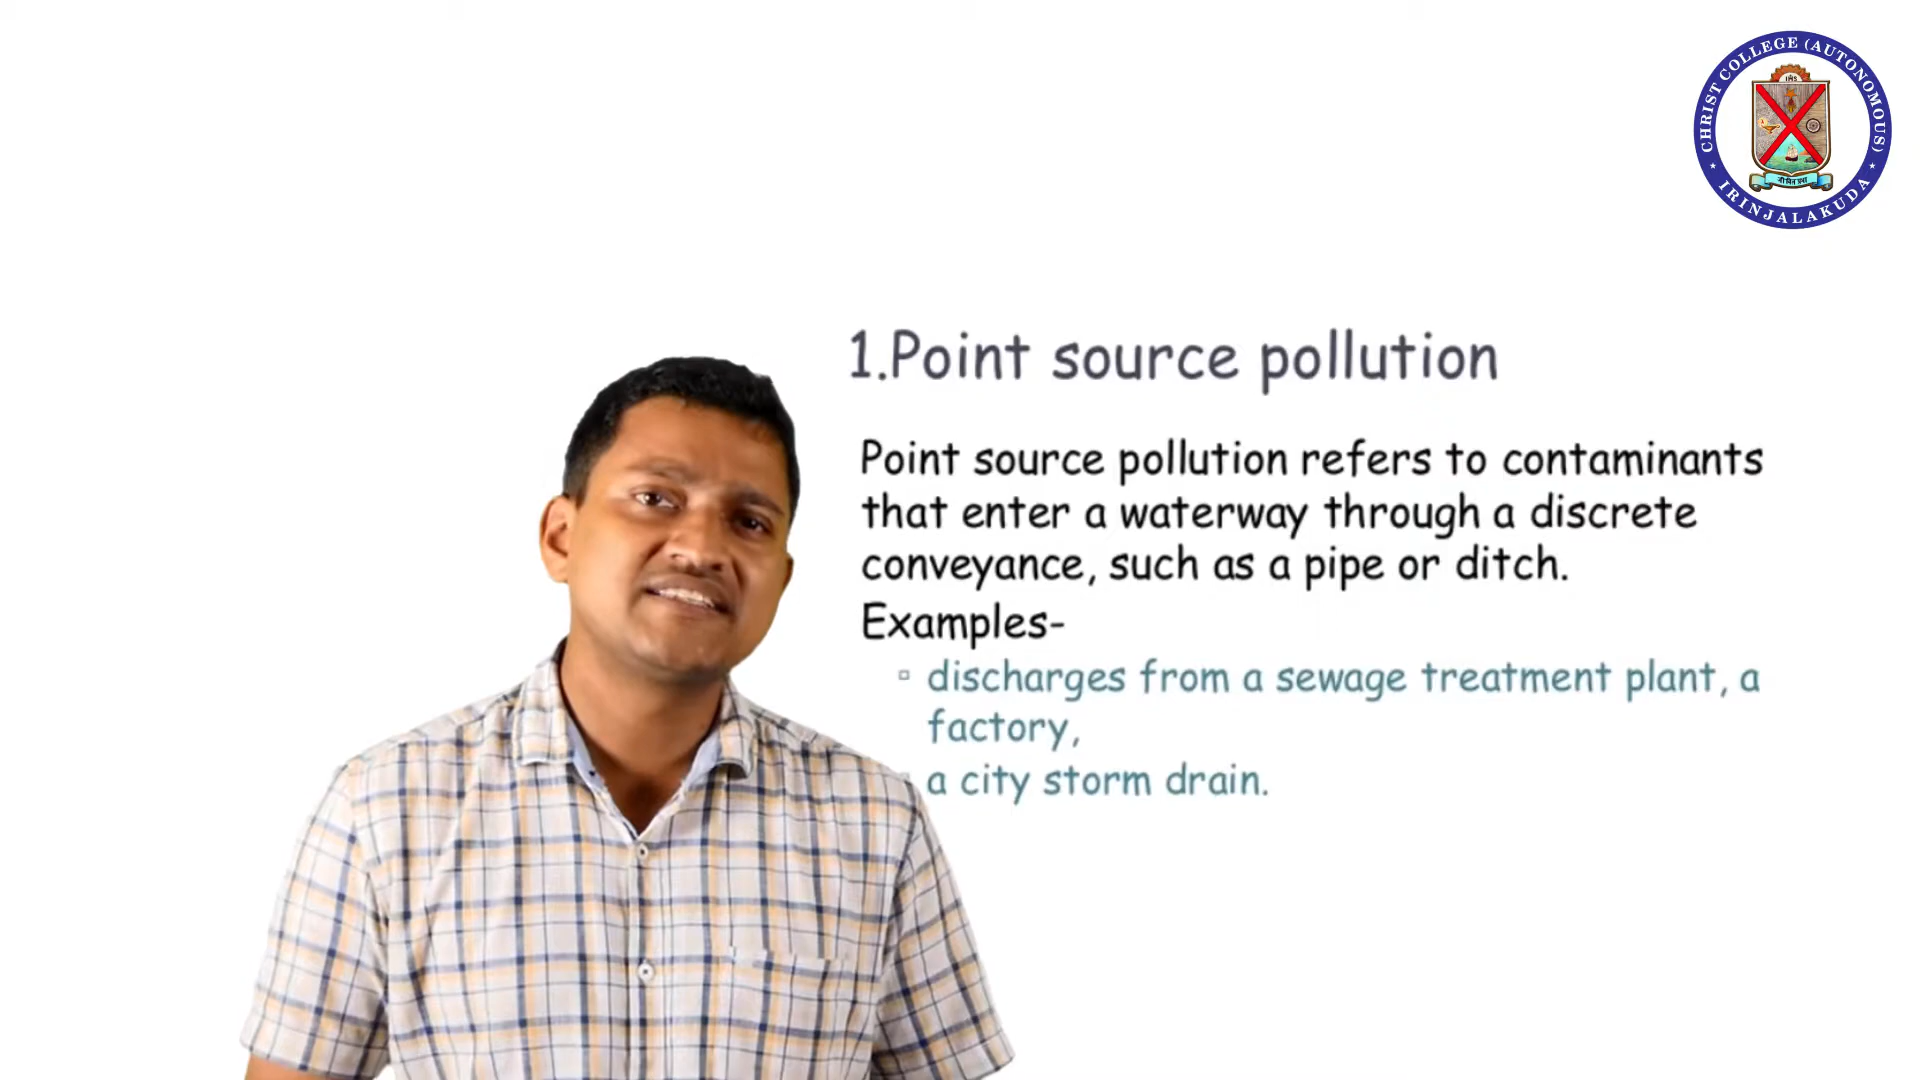 CHRIST COLLEGE (AUTONOMOUS)
IHS
IRINJALAKUDA
1.Point source pollution
Point source pollution refers to contaminants
that enter a waterway through a discrete
conveyance, such as a pipe or ditch.
Examples-
discharges from a sewage treatment plant, a
factory,
a city storm drain.